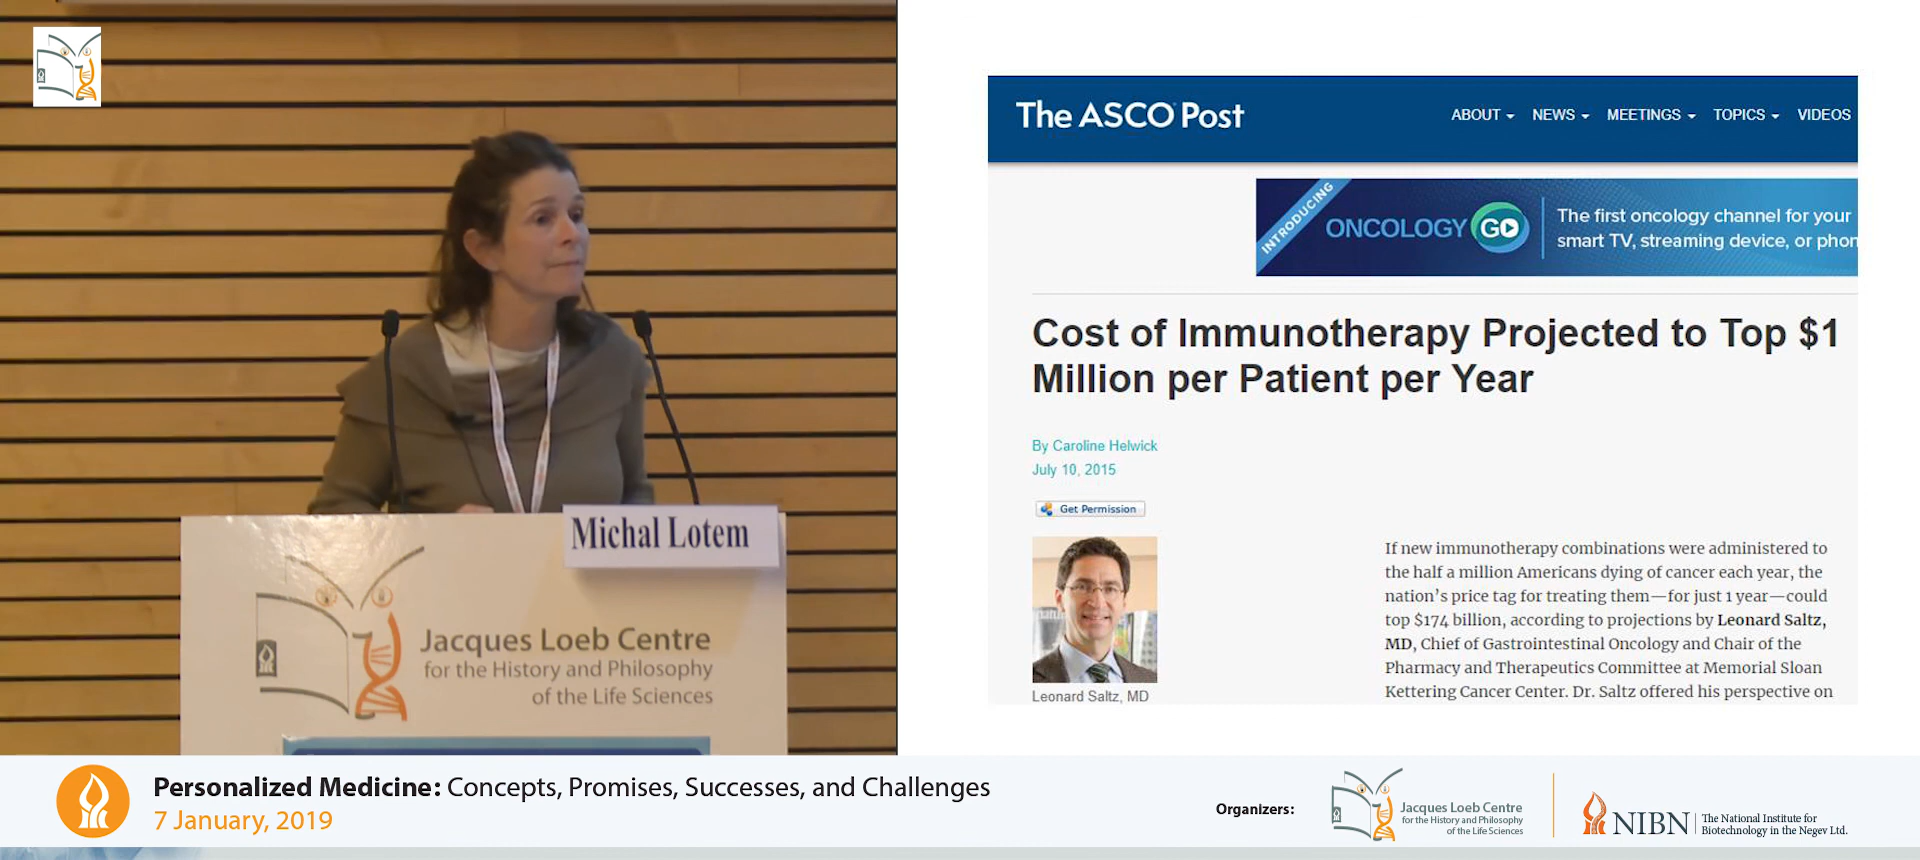 Michal Lotem
Jacques Loeb Centre
for the History and Philosophy
of the Life Sciences
The ASCO Post
ABOUT
NEWS
MEETINGS
TOPICS
VIDEOS
INTRODUCING
ONCOLOGY GO
The first oncology channel for your
smart TV, streaming device, or phon
Cost of Immunotherapy Projected to Top $1
Million per Patient per Year
By Caroline Helwick
July 10, 2015
Get Permission
Leonard Saltz, MD
If new immunotherapy combinations were administered to
the half a million Americans dying of cancer each year, the
nation's price tag for treating them—for just 1 year—could
top $174 billion, according to projections by Leonard Saltz,
MD, Chief of Gastrointestinal Oncology and Chair of the
Pharmacy and Therapeutics Committee at Memorial Sloan
Kettering Cancer Center. Dr. Saltz offered his perspective on
Personalized Medicine: Concepts, Promises, Successes, and Challenges
7 January, 2019
Organizers:
Jacques Loeb Centre
for the History and Philosophy
of the Life Sciences
NIBN
The National Institute for
Biotechnology in the Negev Ltd.